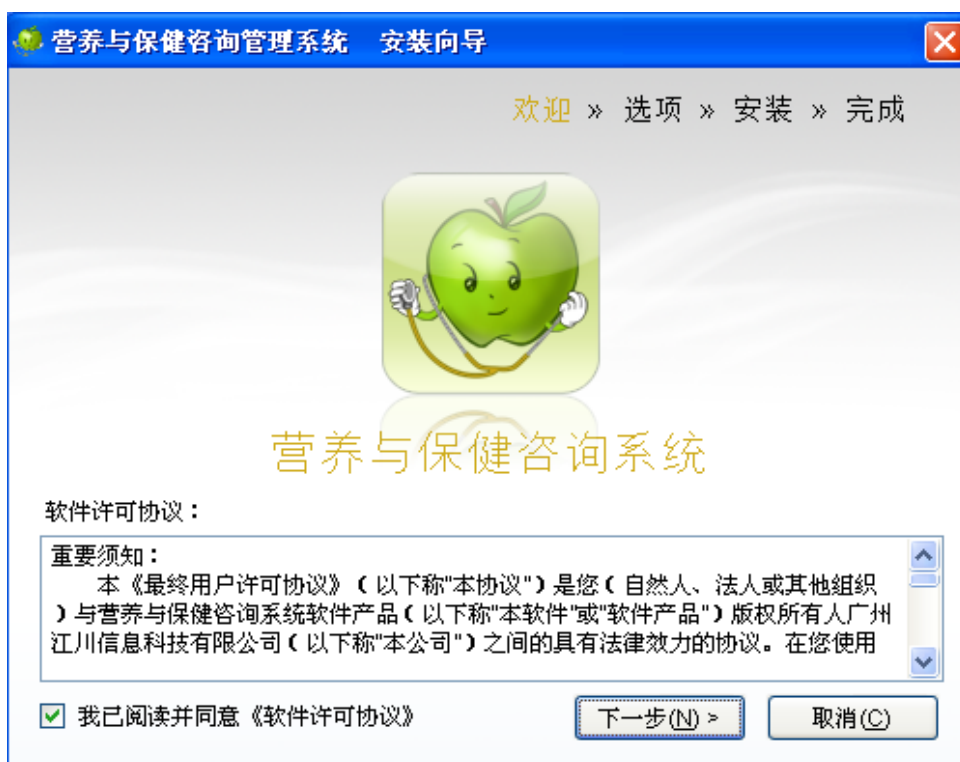 营养与保健咨询管理系统 安装向导
欢迎 » 选项 » 安装 » 完成
营养与保健咨询系统
软件许可协议：
重要须知：
本《最终用户许可协议》（以下称"本协议"）是您（自然人、法人或其他组织
）与营养与保健咨询系统软件产品（以下称"本软件"或"软件产品"）版权所有人广州
江川信息科技有限公司（以下称"本公司"）之间的具有法律效力的协议。在您使用
我已阅读并同意《软件许可协议》
下一步(N) >
取消(C)